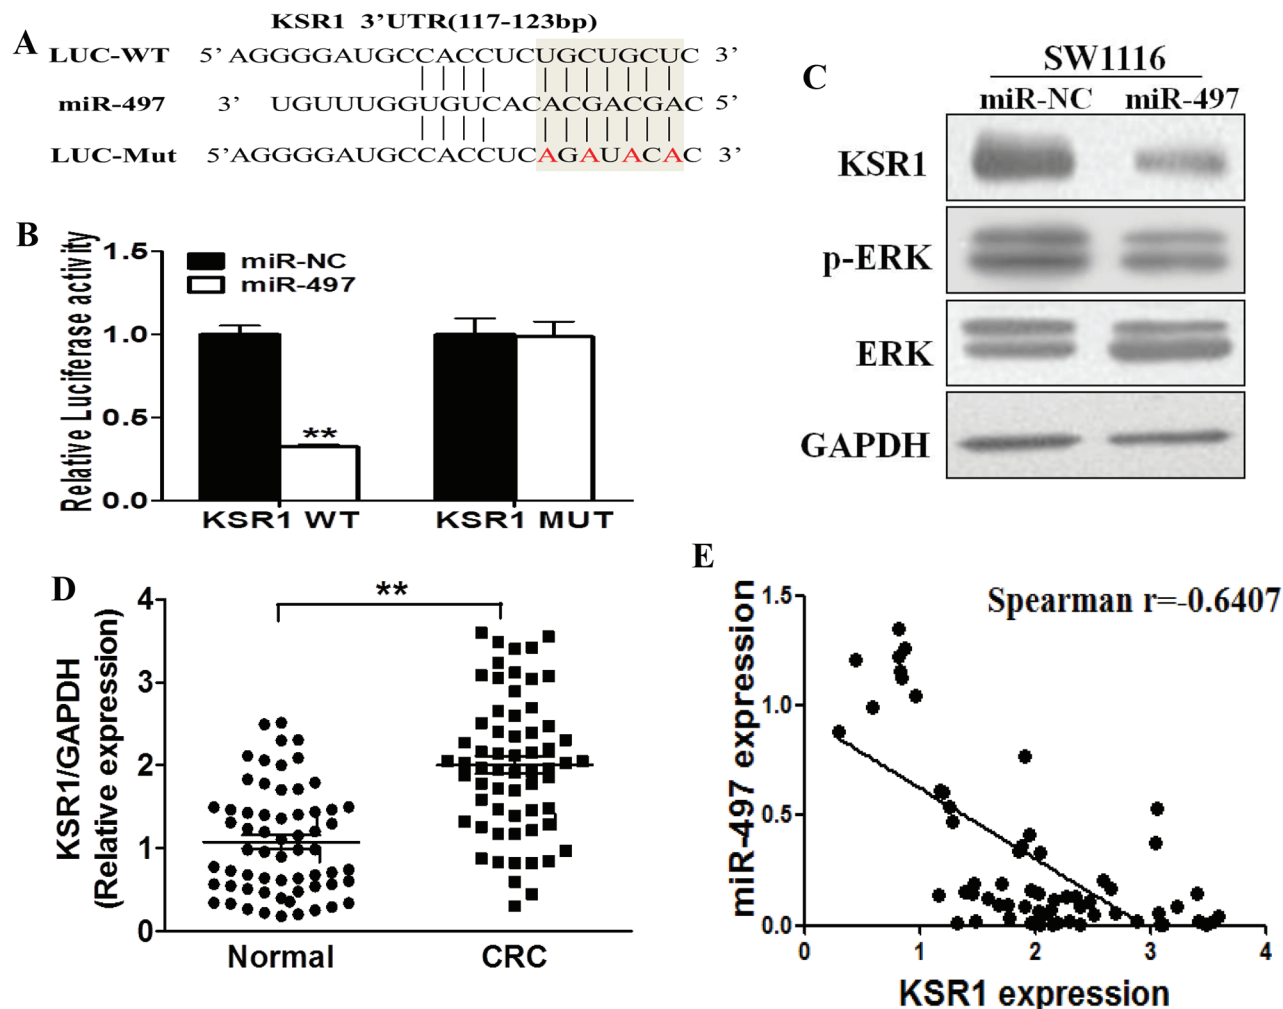 A
KSR1 3’UTR(117-123bp)
LUC-WT 5’AGGGGAUGCCACCUCUGCUGCUC 3’
miR-497 3’ UGUUUGGUGUCACACGACGAC 5’
LUC-Mut 5’AGGGGAUGCCACCUCAGAUACAC 3’
B
Relative Luciferase activity
1.5
1.0
0.5
0.0
miR-NC
miR-497
**
KSR1 WT
KSR1 MUT
C
SW1116
miR-NC miR-497
KSR1
p-ERK
ERK
GAPDH
D
KSR1/GAPDH
(Relative expression)
4
3
2
1
0
**
Normal
CRC
E
miR-497 expression
1.5
1.0
0.5
0.0
Spearman r=-0.6407
0 1 2 3 4
KSR1 expression